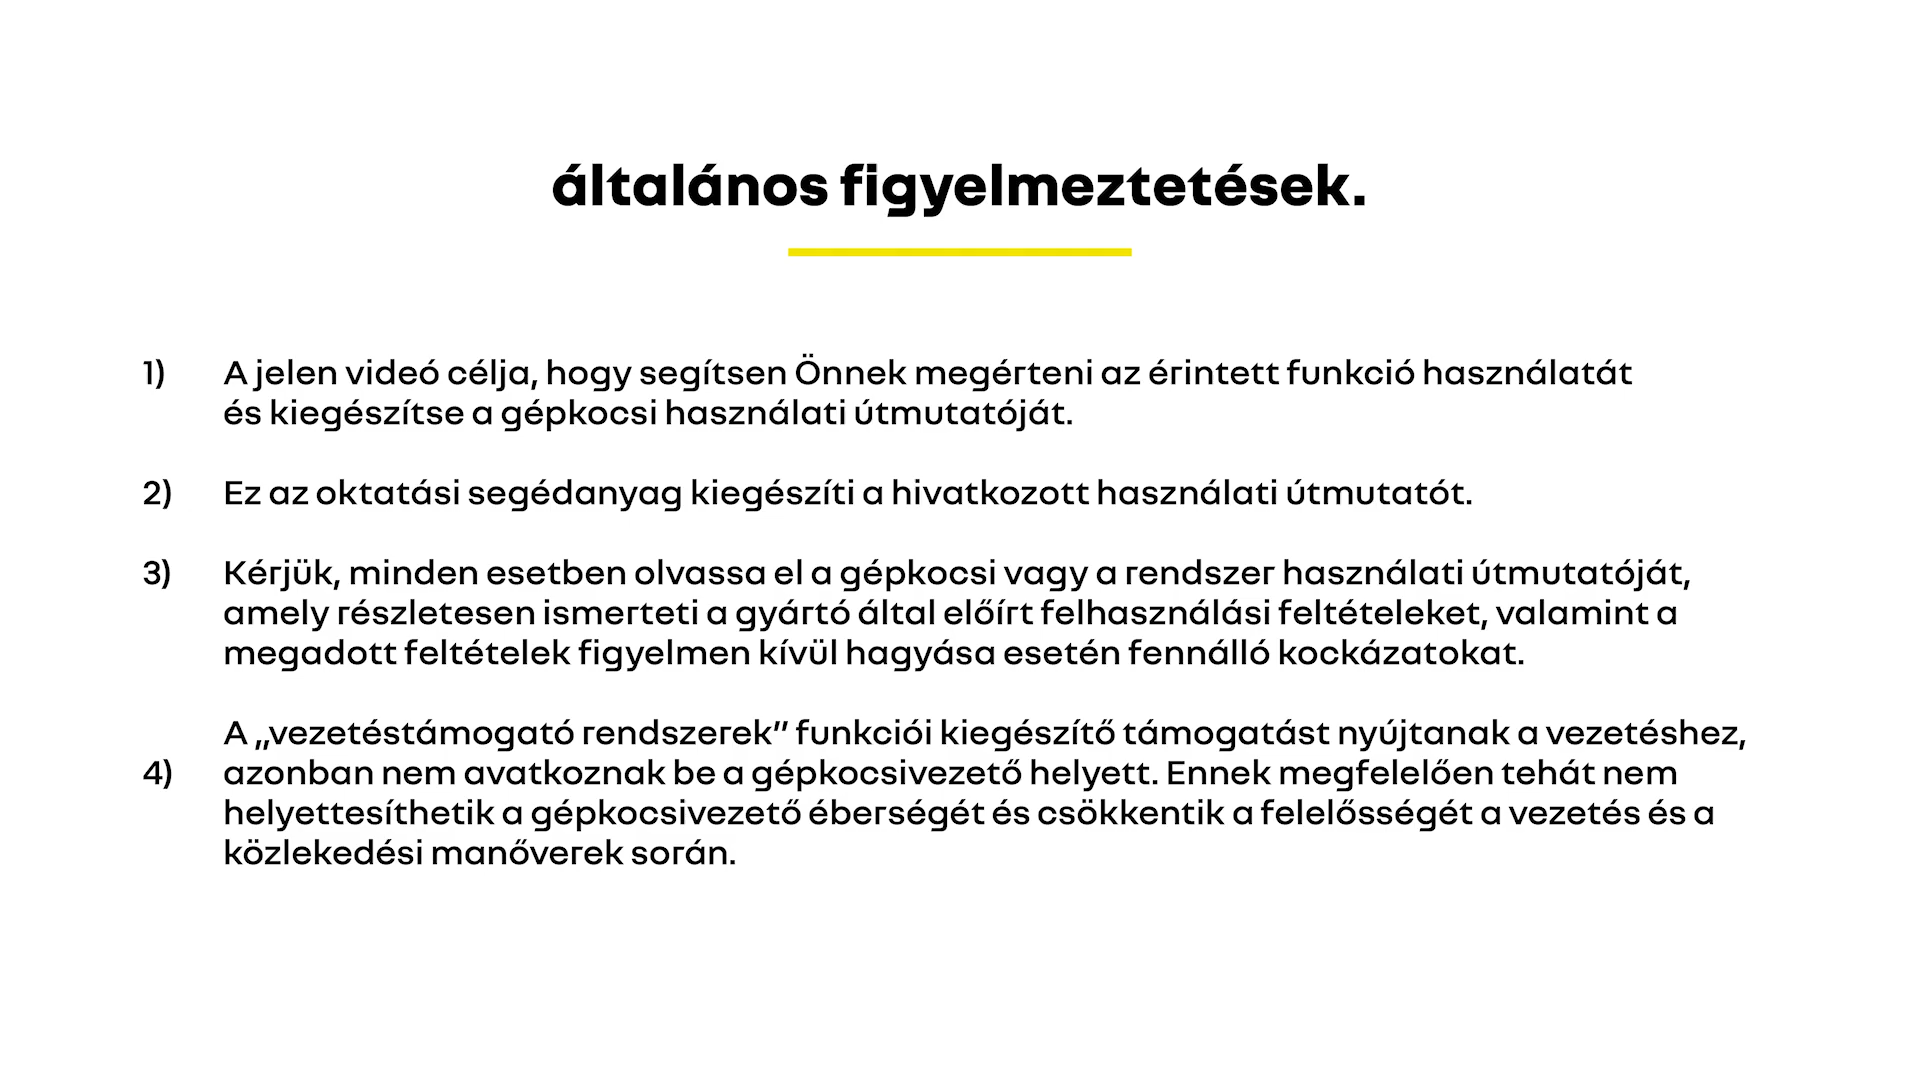 általános figyelmeztetések.
1) A jelen videó célja, hogy segítsen Önnek megérteni az érintett funkció használatát
és kiegészítse a gépkocsi használati útmutatóját.
2) Ez az oktatási segédanyag kiegészíti a hivatkozott használati útmutatót.
3) Kérjük, minden esetben olvassa el a gépkocsi vagy a rendszer használati útmutatóját,
amely részletesen ismerteti a gyártó által előírt felhasználási feltételeket, valamint a
megadott feltételek figyelmen kívül hagyása esetén fennálló kockázatokat.
A „vezetéstámogató rendszerek” funkciói kiegészítő támogatást nyújtanak a vezetéshez,
4) azonban nem avatkoznak be a gépkocsivezető helyett. Ennek megfelelően tehát nem
helyettesíthetik a gépkocsivezető éberségét és csökkentik a felelősségét a vezetés és a
közlekedési manőverek során.